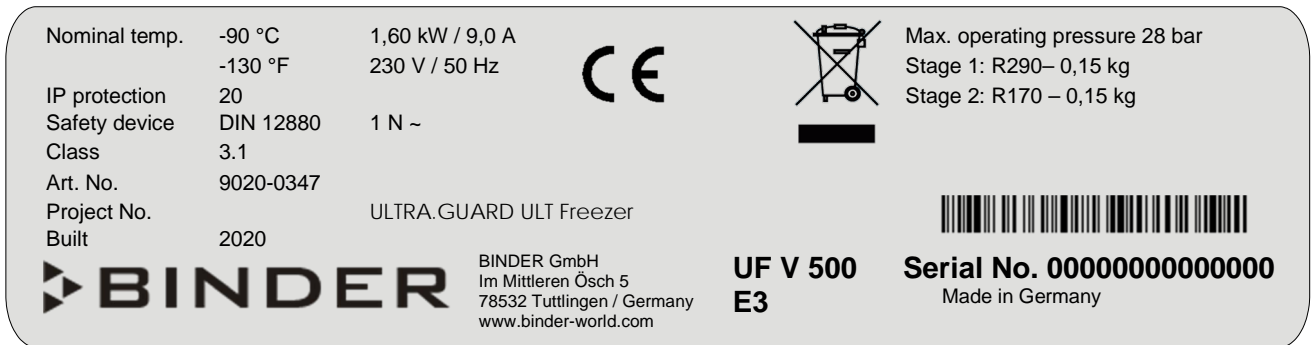 Nominal temp. -90 °C 1,60 kW / 9,0 A
-130 °F 230 V / 50 Hz
IP protection 20
Safety device DIN 12880 1 N ~
Class 3.1
Art. No. 9020-0347
Project No. ULTRA.GUARD ULT Freezer
Built 2020
CE
Max. operating pressure 28 bar
Stage 1: R290– 0,15 kg
Stage 2: R170 – 0,15 kg
BINDER
BINDER GmbH
Im Mittleren Ösch 5
78532 Tuttlingen / Germany
www.binder-world.com
UF V 500
E3
Serial No. 00000000000000
Made in Germany